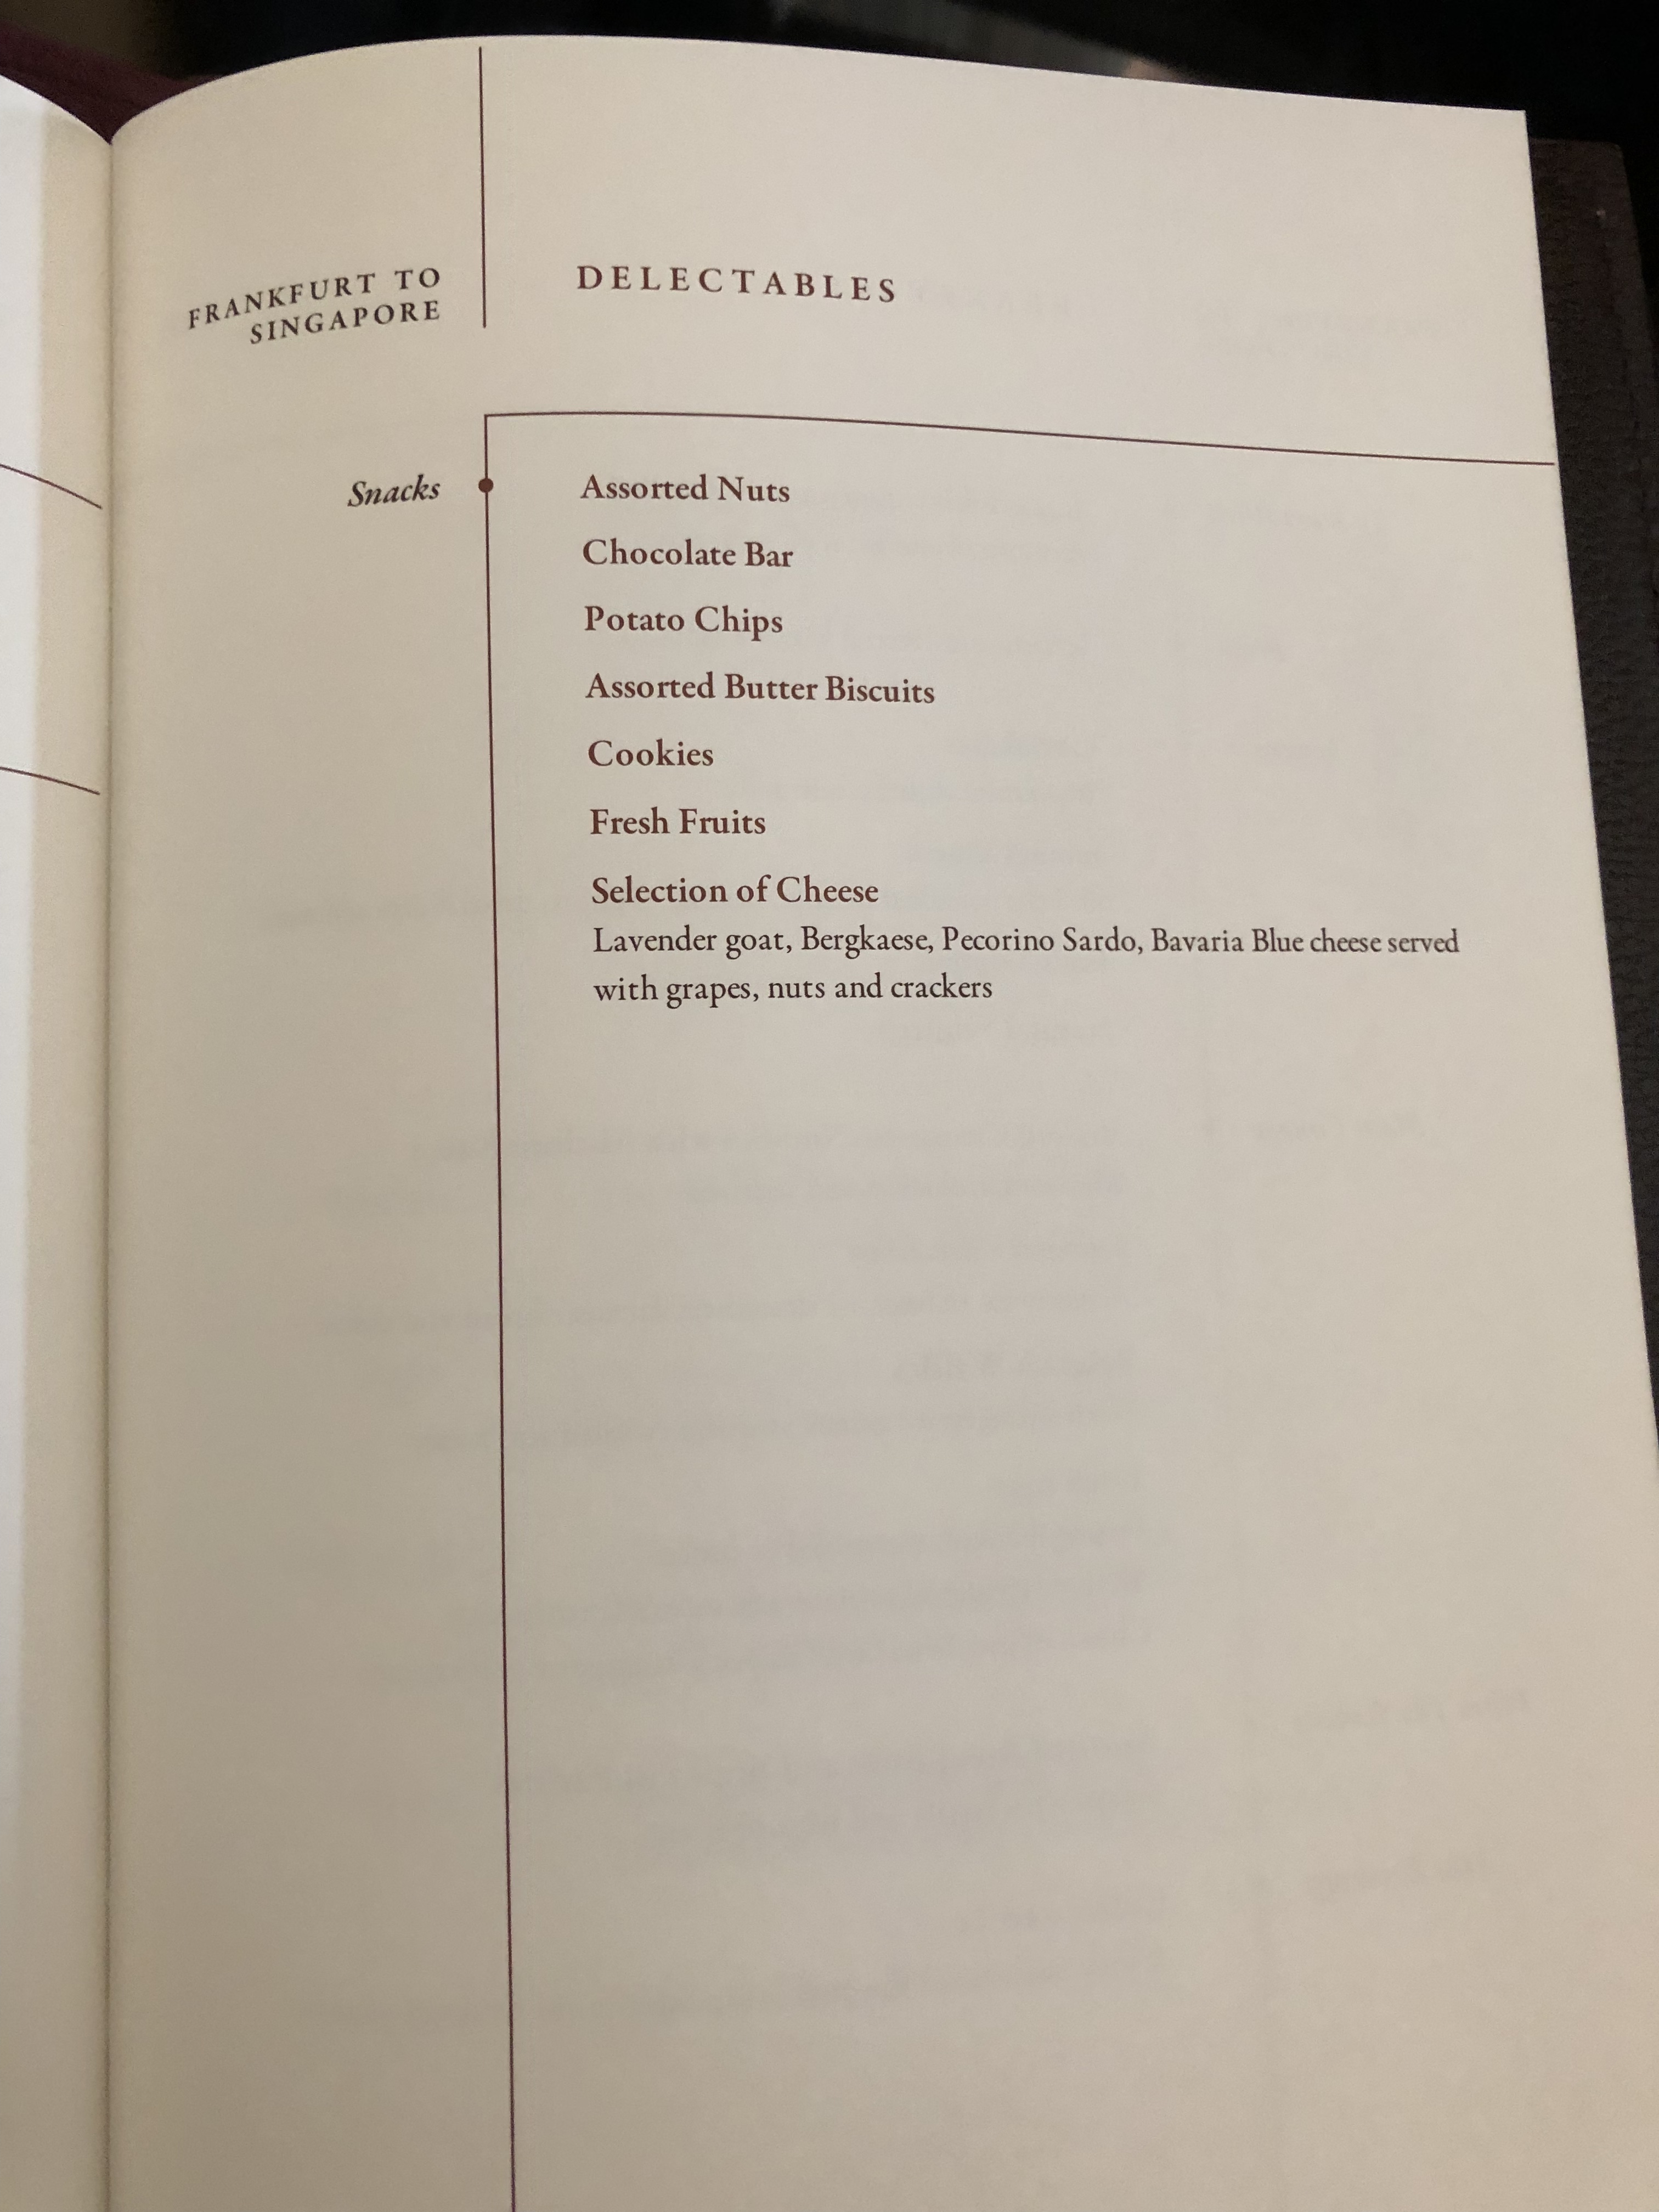 FRANKFURT TO
SINGAPORE
DELECTABLES
Snacks
Assorted Nuts
Chocolate Bar
Potato Chips
Assorted Butter Biscuits
Cookies
Fresh Fruits
Selection of Cheese
Lavender goat, Bergkaese, Pecorino Sardo, Bavaria Blue cheese served
with grapes, nuts and crackers